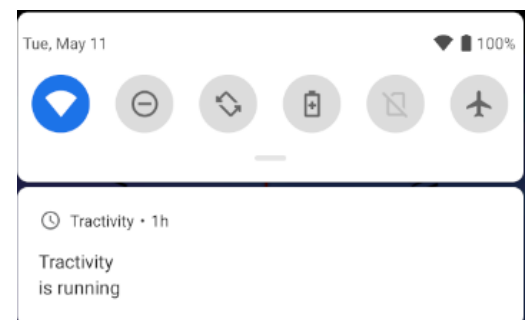 Tue, May 11 100%
Tractivity • 1h
Tractivity
is running